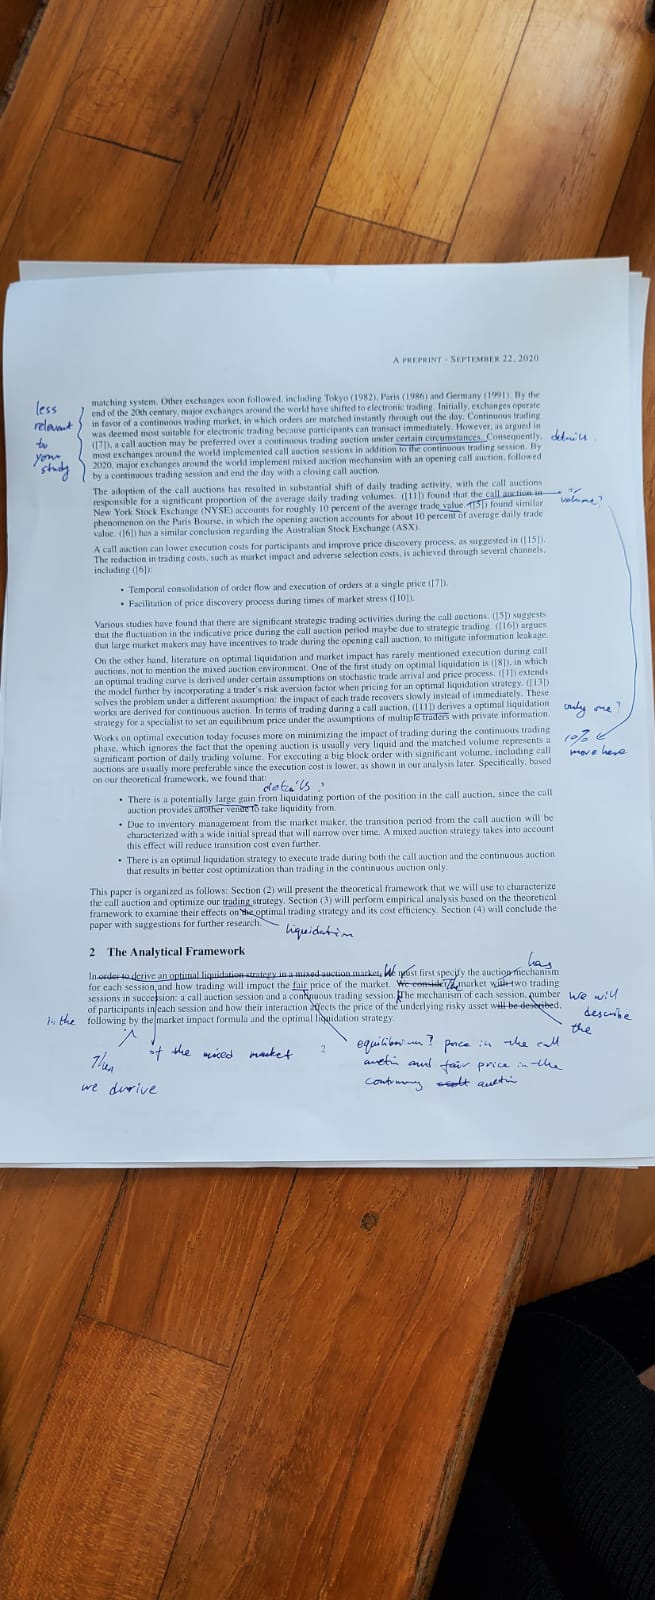 A PREPRINT - SEPTEMBER 22, 2020
less
relevant
to
your
study
matching system. Other exchanges soon followed, including Tokyo (1982), Paris (1986) and Germany (1991). By the
end of the 20th century, major exchanges around the world have shifted to electronic trading. Initially, exchanges operate
in favor of a continuous trading market, in which orders are matched instantly through out the day. Continuous trading
was deemed most suitable for electronic trading because participants can transact immediately. However, as argued in
([7]), a call auction may be preferred over a continuous trading auction under certain circumstances. Consequently,
details.
most exchanges around the world implemented call auction sessions in addition to the continuous trading session. By
2020, major exchanges around the world implement mixed auction mechansim with an opening call auction, followed
by a continuous trading session and end the day with a closing call auction.
The adoption of the call auctions has resulted in substantial shift of daily trading activity, with the call auctions
responsible for a significant proportion of the average daily trading volumes. ([11]) found that the call auction in
New York Stock Exchange (NYSE) accounts for roughly 10 percent of the average trade value. ([5]) found similar
volume?
phenomenon on the Paris Bourse, in which the opening auction accounts for about 10 percent of average daily trade
value. ([6]) has a similar conclusion regarding the Australian Stock Exchange (ASX).
A call auction can lower execution costs for participants and improve price discovery process, as suggested in ([15]).
The reduction in trading costs, such as market impact and adverse selection costs, is achieved through several channels,
including ([6]):
• Temporal consolidation of order flow and execution of orders at a single price ([7]).
• Facilitation of price discovery process during times of market stress ([10]).
Various studies have found that there are significant strategic trading activities during the call auctions. ([5]) suggests
that the fluctuation in the indicative price during the call auction period maybe due to strategic trading. ([16]) argues
that large market makers may have incentives to trade during the opening call auction, to mitigate information leakage.
On the other hand, literature on optimal liquidation and market impact has rarely mentioned execution during call
auctions, not to mention the mixed auction environment. One of the first study on optimal liquidation is ([8]), in which
an optimal trading curve is derived under certain assumptions on stochastic trade arrival and price process. ([1]) extends
the model further by incorporating a trader's risk aversion factor when pricing for an optimal liquidation strategy. ([13])
solves the problem under a different assumption: the impact of each trade recovers slowly instead of immediately. These
works are derived for continuous auction. In terms of trading during a call auction, ([11]) derives a optimal liquidation
strategy for a specialist to set an equilibrium price under the assumptions of multiple traders with private information.
only one?
Works on optimal execution today focuses more on minimizing the impact of trading during the continuous trading
phase, which ignores the fact that the opening auction is usually very liquid and the matched volume represents a
10%
move here
significant portion of daily trading volume. For executing a big block order with significant volume, including call
auctions are usually more preferable since the execution cost is lower, as shown in our analysis later. Specifically, based
on our theoretical framework, we found that:
details?
• There is a potentially large gain from liquidating portion of the position in the call auction, since the call
auction provides another venue to take liquidity from.
• Due to inventory management from the market maker, the transition period from the call auction will be
characterized with a wide initial spread that will narrow over time. A mixed auction strategy takes into account
this effect will reduce transition cost even further.
• There is an optimal liquidation strategy to execute trade during both the call auction and the continuous auction
that results in better cost optimization than trading in the continuous auction only.
This paper is organized as follows: Section (2) will present the theoretical framework that we will use to characterize
the call auction and optimize our trading strategy. Section (3) will perform empirical analysis based on the theoretical
framework to examine their effects on the optimal trading strategy and its cost efficiency. Section (4) will conclude the
paper with suggestions for further research.
liquidation
2 The Analytical Framework
has
In order to derive an optimal liquidation strategy in a mixed auction market, We must first specify the auction mechanism
for each session and how trading will impact the fair price of the market. We consider The market with two trading
sessions in succession: a call auction session and a continuous trading session. The mechanism of each session, number
of participants in each session and how their interaction affects the price of the underlying risky asset will be described,
we will
describe
the
in the
following by the market impact formula and the optimal liquidation strategy.
Then
we derive
of the mixed market
2
equilibrium? price in the call
auction and fair price in the